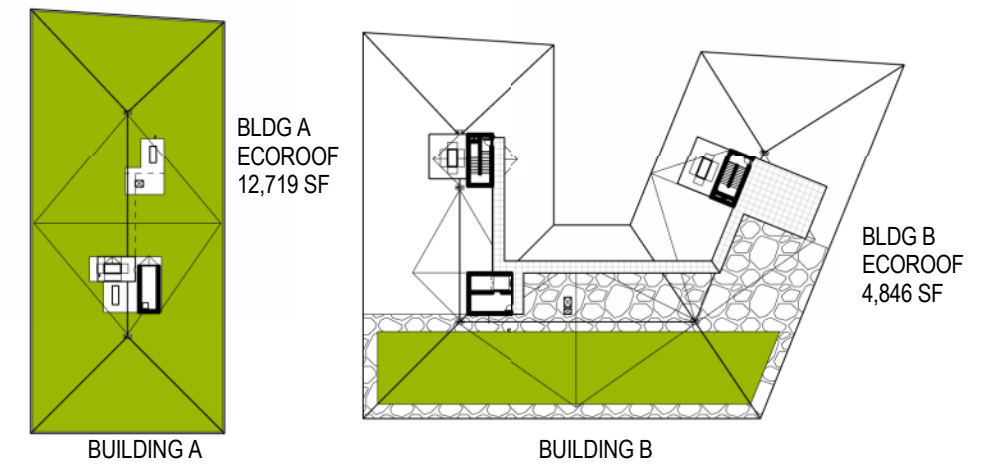 BLDG A
ECOROOF
12,719 SF
BLDG B
ECOROOF
4,846 SF
BUILDING A
BUILDING B